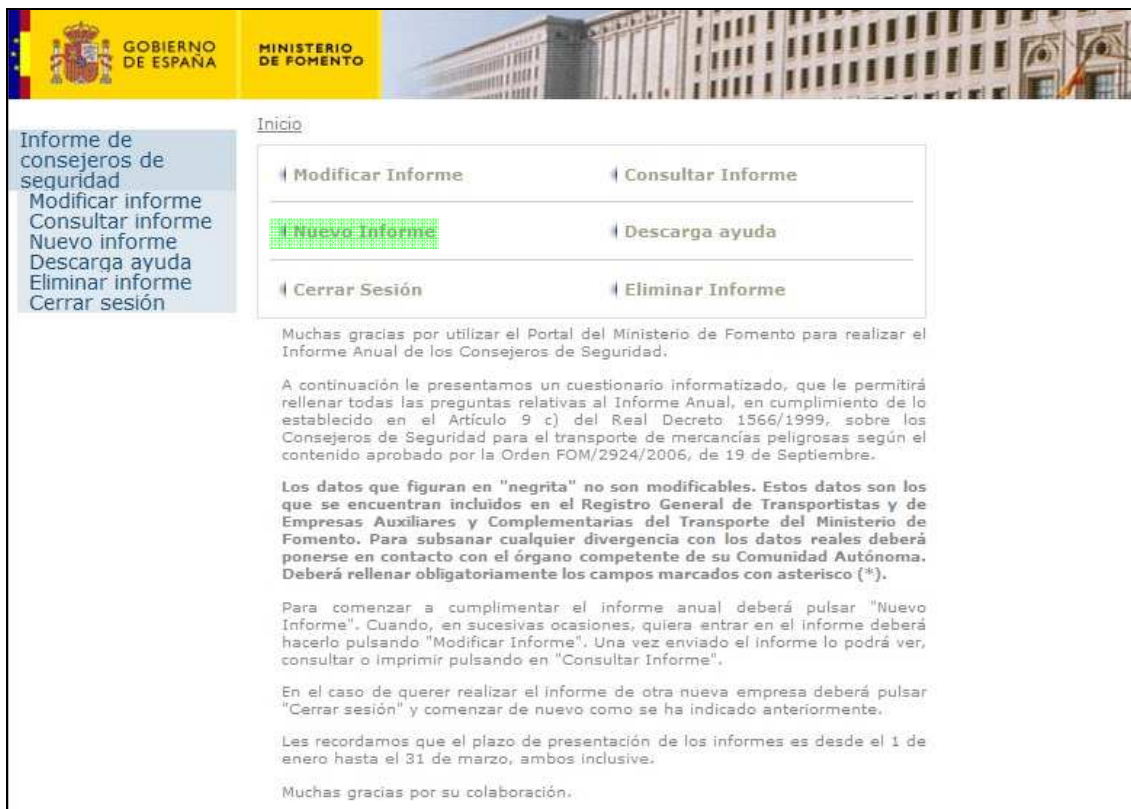 GOBIERNO
DE ESPAÑA
MINISTERIO
DE FOMENTO
Informe de
consejeros de
seguridad
Modificar informe
Consultar informe
Nuevo informe
Descarga ayuda
Eliminar informe
Cerrar sesión
Inicio
Modificar Informe
Consultar Informe
Nuevo Informe
Descarga ayuda
Cerrar Sesión
Eliminar Informe
Muchas gracias por utilizar el Portal del Ministerio de Fomento para realizar el
Informe Anual de los Consejeros de Seguridad.
A continuación le presentamos un cuestionario informatizado, que le permitirá
rellenar todas las preguntas relativas al Informe Anual, en cumplimiento de lo
establecido en el Artículo 9 c) del Real Decreto 1566/1999, sobre los
Consejeros de Seguridad para el transporte de mercancías peligrosas según el
contenido aprobado por la Orden FOM/2924/2006, de 19 de Septiembre.
Los datos que figuran en "negrita" no son modificables. Estos datos son los
que se encuentran incluidos en el Registro General de Transportistas y de
Empresas Auxiliares y Complementarias del Transporte del Ministerio de
Fomento. Para subsanar cualquier divergencia con los datos reales deberá
ponerse en contacto con el órgano competente de su Comunidad Autónoma.
Deberá rellenar obligatoriamente los campos marcados con asterisco (*).
Para comenzar a cumplimentar el informe anual deberá pulsar "Nuevo
Informe". Cuando, en sucesivas ocasiones, quiera entrar en el informe deberá
hacerlo pulsando "Modificar Informe". Una vez enviado el informe lo podrá ver,
consultar o imprimir pulsando en "Consultar Informe".
En el caso de querer realizar el informe de otra nueva empresa deberá pulsar
"Cerrar sesión" y comenzar de nuevo como se ha indicado anteriormente.
Les recordamos que el plazo de presentación de los informes es desde el 1 de
enero hasta el 31 de marzo, ambos inclusive.
Muchas gracias por su colaboración.